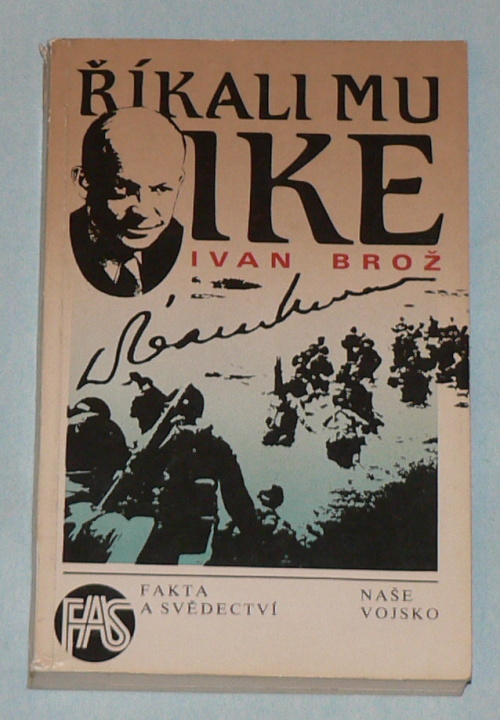 ŘÍKALI MU
IKE
IVAN BROŽ
FAKTA
A SVĚDECTVÍ
NAŠE
VOJSKO
FAS